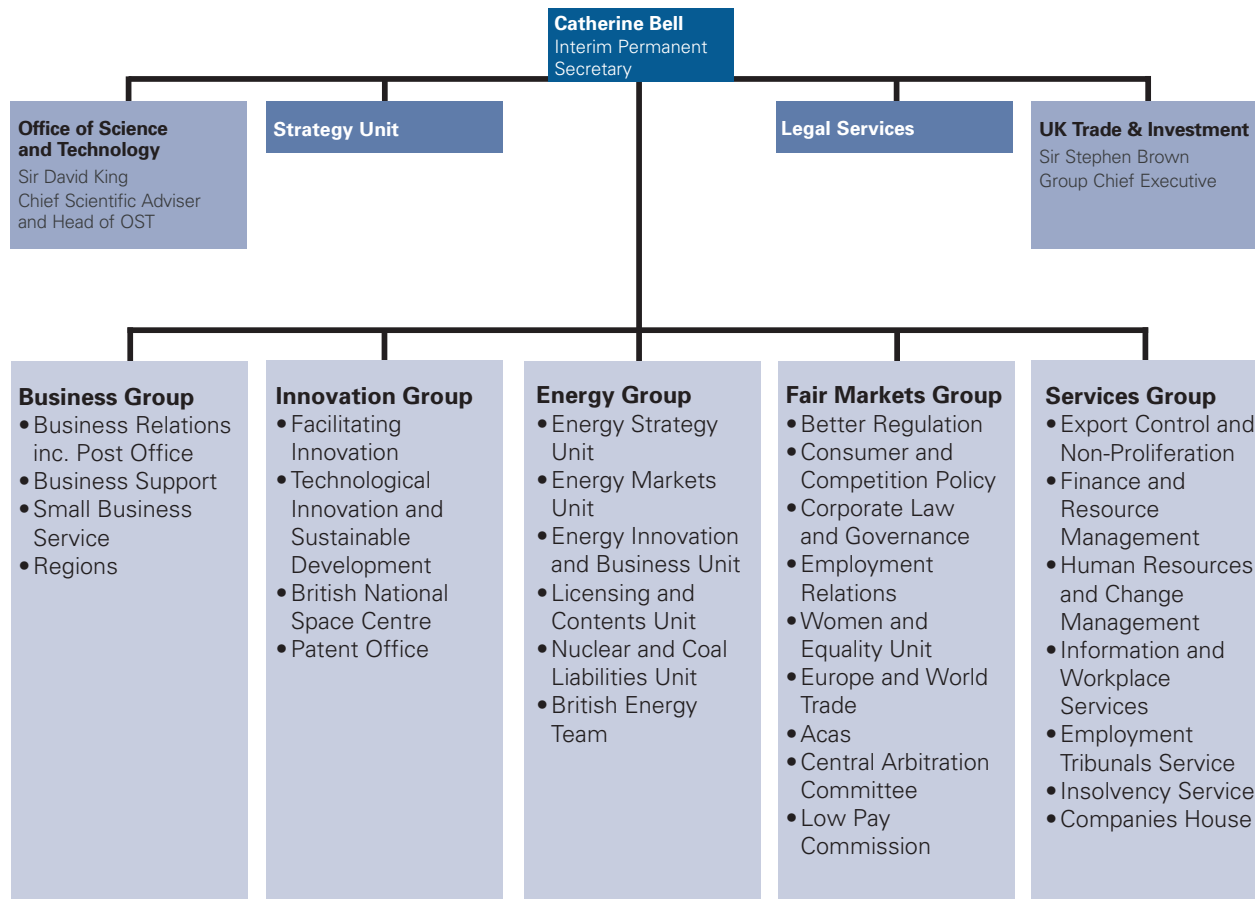 Catherine Bell
Interim Permanent
Secretary
Office of Science
and Technology
Sir David King
Chief Scientific Adviser
and Head of OST
Strategy Unit
Legal Services
UK Trade & Investment
Sir Stephen Brown
Group Chief Executive
Business Group
• Business Relations
inc. Post Office
• Business Support
• Small Business
Service
• Regions
Innovation Group
• Facilitating
Innovation
• Technological
Innovation and
Sustainable
Development
• British National
Space Centre
• Patent Office
Energy Group
• Energy Strategy
Unit
• Energy Markets
Unit
• Energy Innovation
and Business Unit
• Licensing and
Contents Unit
• Nuclear and Coal
Liabilities Unit
• British Energy
Team
Fair Markets Group
• Better Regulation
• Consumer and
Competition Policy
• Corporate Law
and Governance
• Employment
Relations
• Women and
Equality Unit
• Europe and World
Trade
• Acas
• Central Arbitration
Committee
• Low Pay
Commission
Services Group
• Export Control and
Non-Proliferation
• Finance and
Resource
Management
• Human Resources
and Change
Management
• Information and
Workplace
Services
• Employment
Tribunals Service
• Insolvency Service
• Companies House